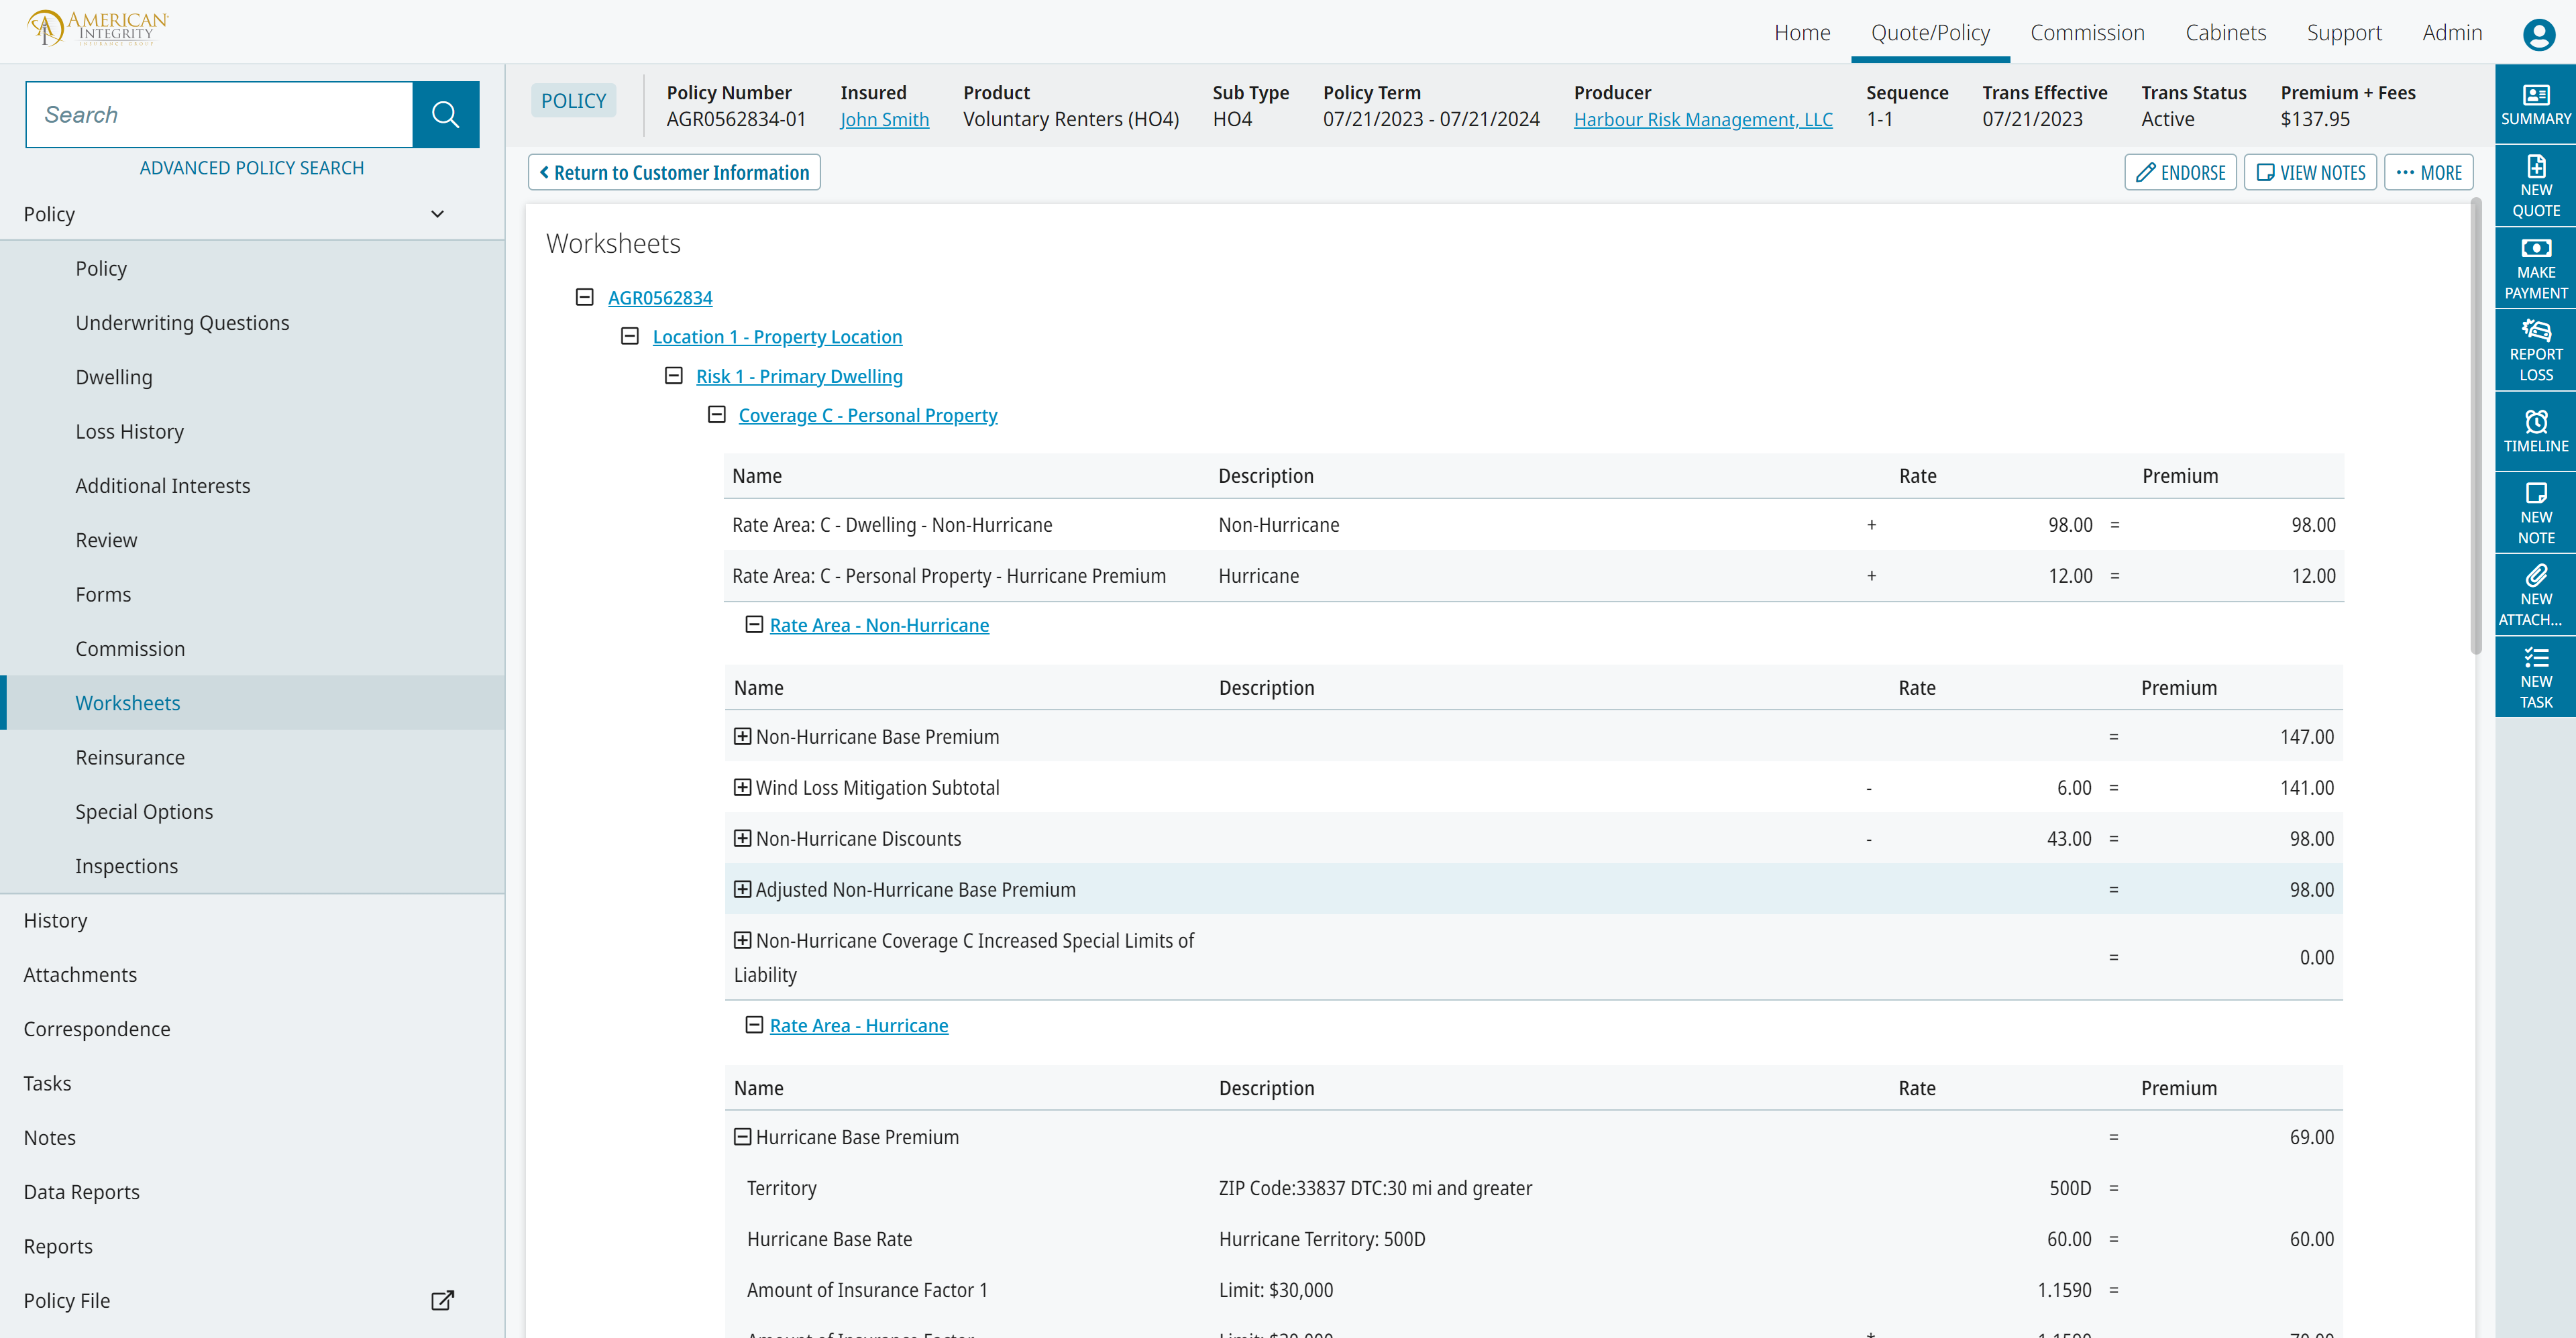 AMERICAN
INTEGRITY
INSURANCE GROUP
Home Quote/Policy Commission Cabinets Support Admin
Search
ADVANCED POLICY SEARCH
Policy
Policy
Underwriting Questions
Dwelling
Loss History
Additional Interests
Review
Forms
Commission
Worksheets
Reinsurance
Special Options
Inspections
History
Attachments
Correspondence
Tasks
Notes
Data Reports
Reports
Policy File
POLICY
Policy Number Insured Product Sub Type Policy Term Producer Sequence Trans Effective Trans Status Premium + Fees
AGR0562834-01 John Smith Voluntary Renters (HO4) HO4 07/21/2023 - 07/21/2024 Harbour Risk Management, LLC 1-1 07/21/2023 Active $137.95
Return to Customer Information ENDORSE VIEW NOTES ... MORE
Worksheets
AGR0562834
Location 1 - Property Location
Risk 1 - Primary Dwelling
Coverage C - Personal Property
Name Description Rate Premium
Rate Area: C - Dwelling - Non-Hurricane Non-Hurricane + 98.00 = 98.00
Rate Area: C - Personal Property - Hurricane Premium Hurricane + 12.00 = 12.00
Rate Area - Non-Hurricane
Name Description Rate Premium
Non-Hurricane Base Premium = 147.00
Wind Loss Mitigation Subtotal - 6.00 = 141.00
Non-Hurricane Discounts - 43.00 = 98.00
Adjusted Non-Hurricane Base Premium = 98.00
Non-Hurricane Coverage C Increased Special Limits of
Liability = 0.00
Rate Area - Hurricane
Name Description Rate Premium
Hurricane Base Premium = 69.00
Territory ZIP Code:33837 DTC:30 mi and greater 500D =
Hurricane Base Rate Hurricane Territory: 500D 60.00 = 60.00
Amount of Insurance Factor 1 Limit: $30,000 1.1590 =
SUMMARY
NEW
QUOTE
MAKE
PAYMENT
REPORT
LOSS
TIMELINE
NEW
NOTE
NEW
ATTACH...
NEW
TASK